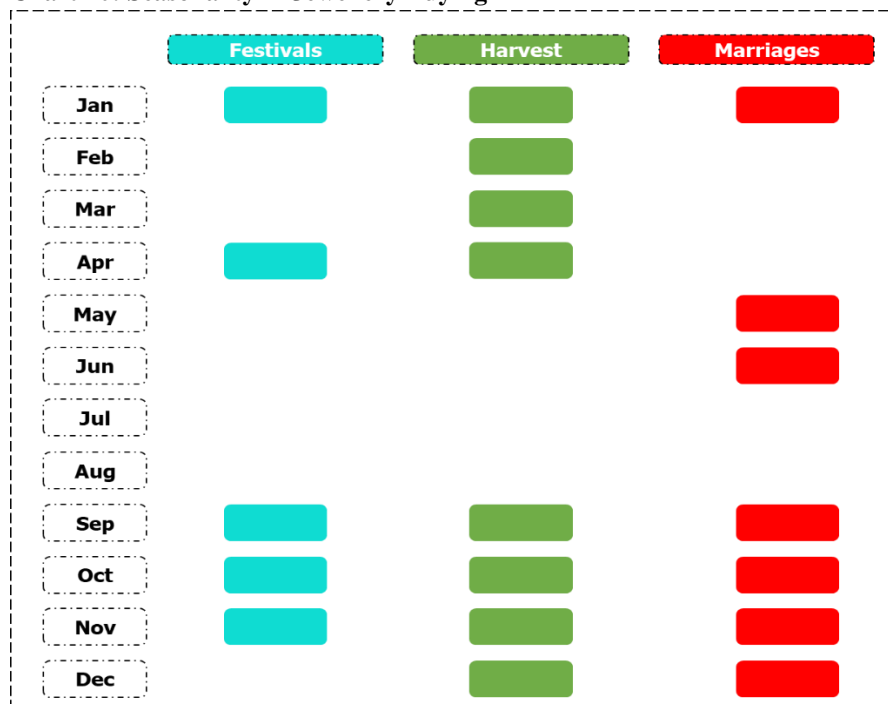 Festivals Harvest Marriages
Jan
Feb
Mar
Apr
May
Jun
Jul
Aug
Sep
Oct
Nov
Dec